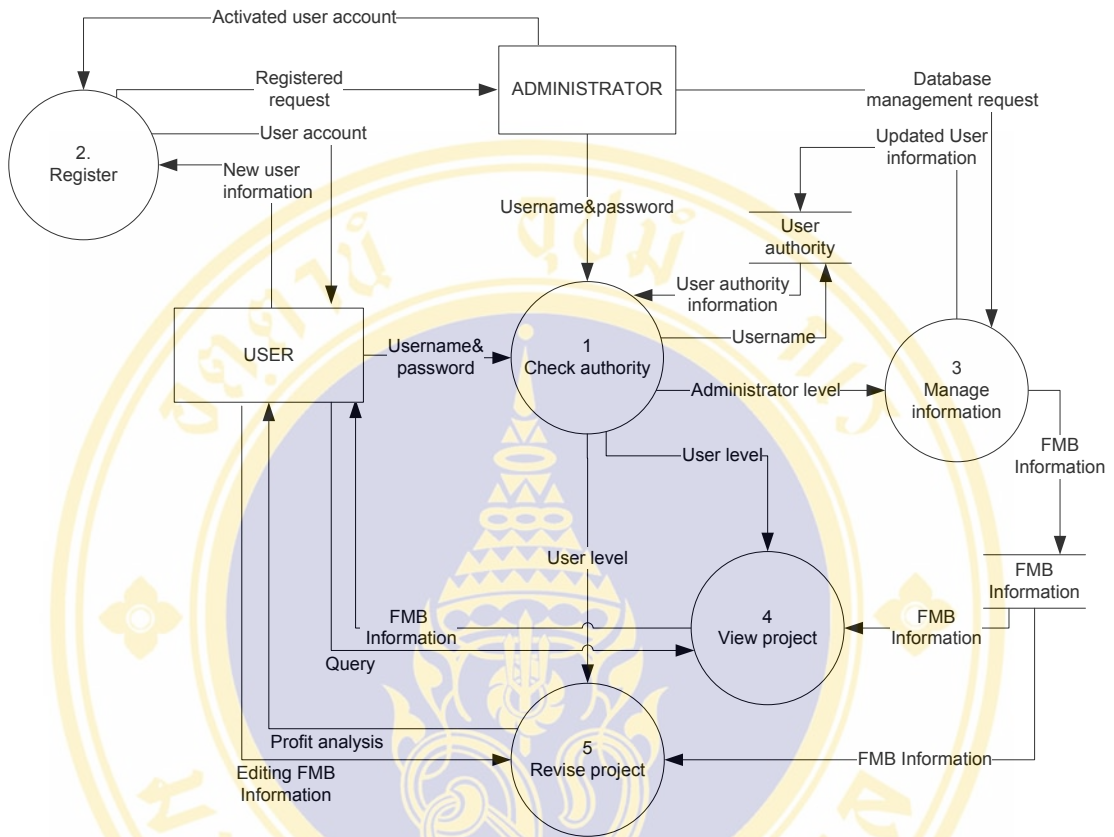 Activated user account
Registered
request
ADMINISTRATOR
Database
management request
User account
Updated User
information
2.
Register
New user
information
Username&password
User
authority
User authority
information
USER
Username&
password
1
Check authority
Username
Administrator level
3
Manage
information
User level
FMB
Information
User level
FMB
Information
FMB
Information
4
View project
FMB
Information
Query
Profit analysis
5
Revise project
FMB Information
Editing FMB
Information